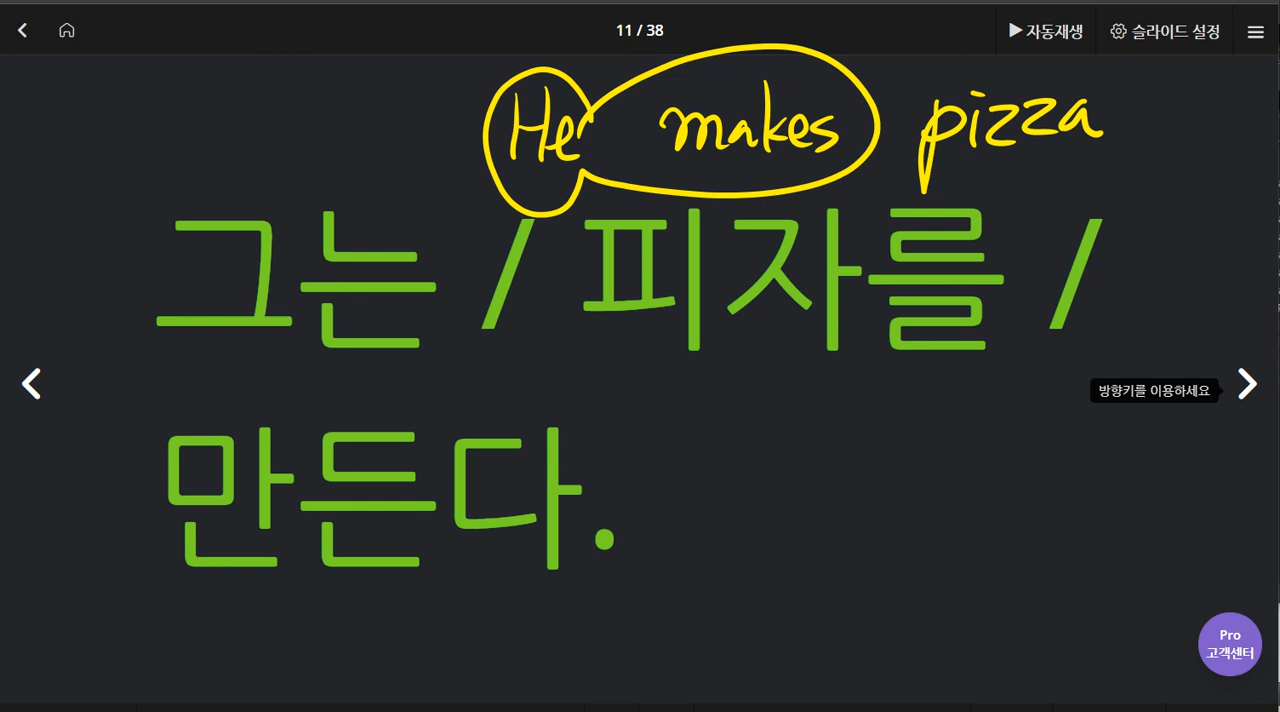 11 / 38
▶ 자동재생
슬라이드 설정
He makes pizza
그는 / 피자를 /
만든다.
방향키를 이용하세요
Pro
고객센터